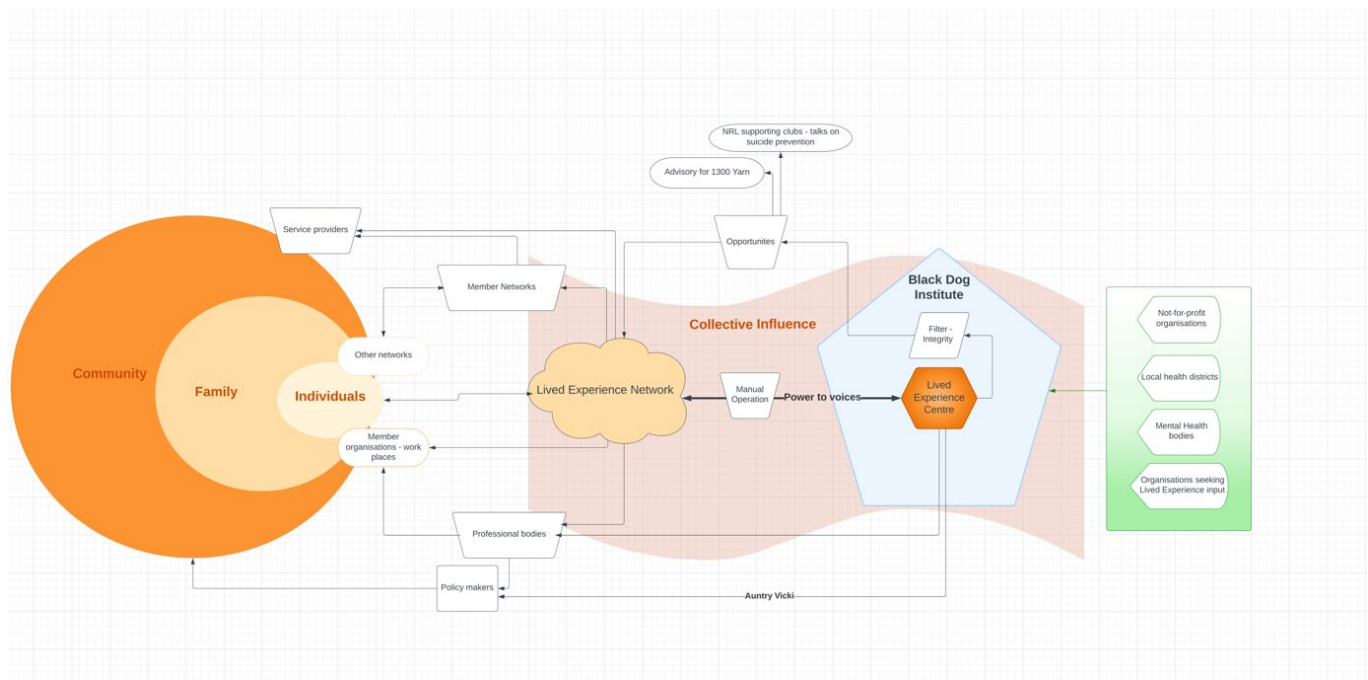 NRL supporting clubs - talks on
suicide prevention
Advisory for 1300 Yarn
Service providers
Opportunites
Member Networks
Black Dog
Institute
Collective Influence
Filter -
Integrity
Not-for-profit
organisations
Other networks
Community
Family
Individuals
Lived Experience Network
Manual
Operation
Power to voices
Lived
Experience
Centre
Local health districts
Member
organisations - work
places
Mental Health
bodies
Organisations seeking
Lived Experience input
Professional bodies
Policy makers
Auntry Vicki